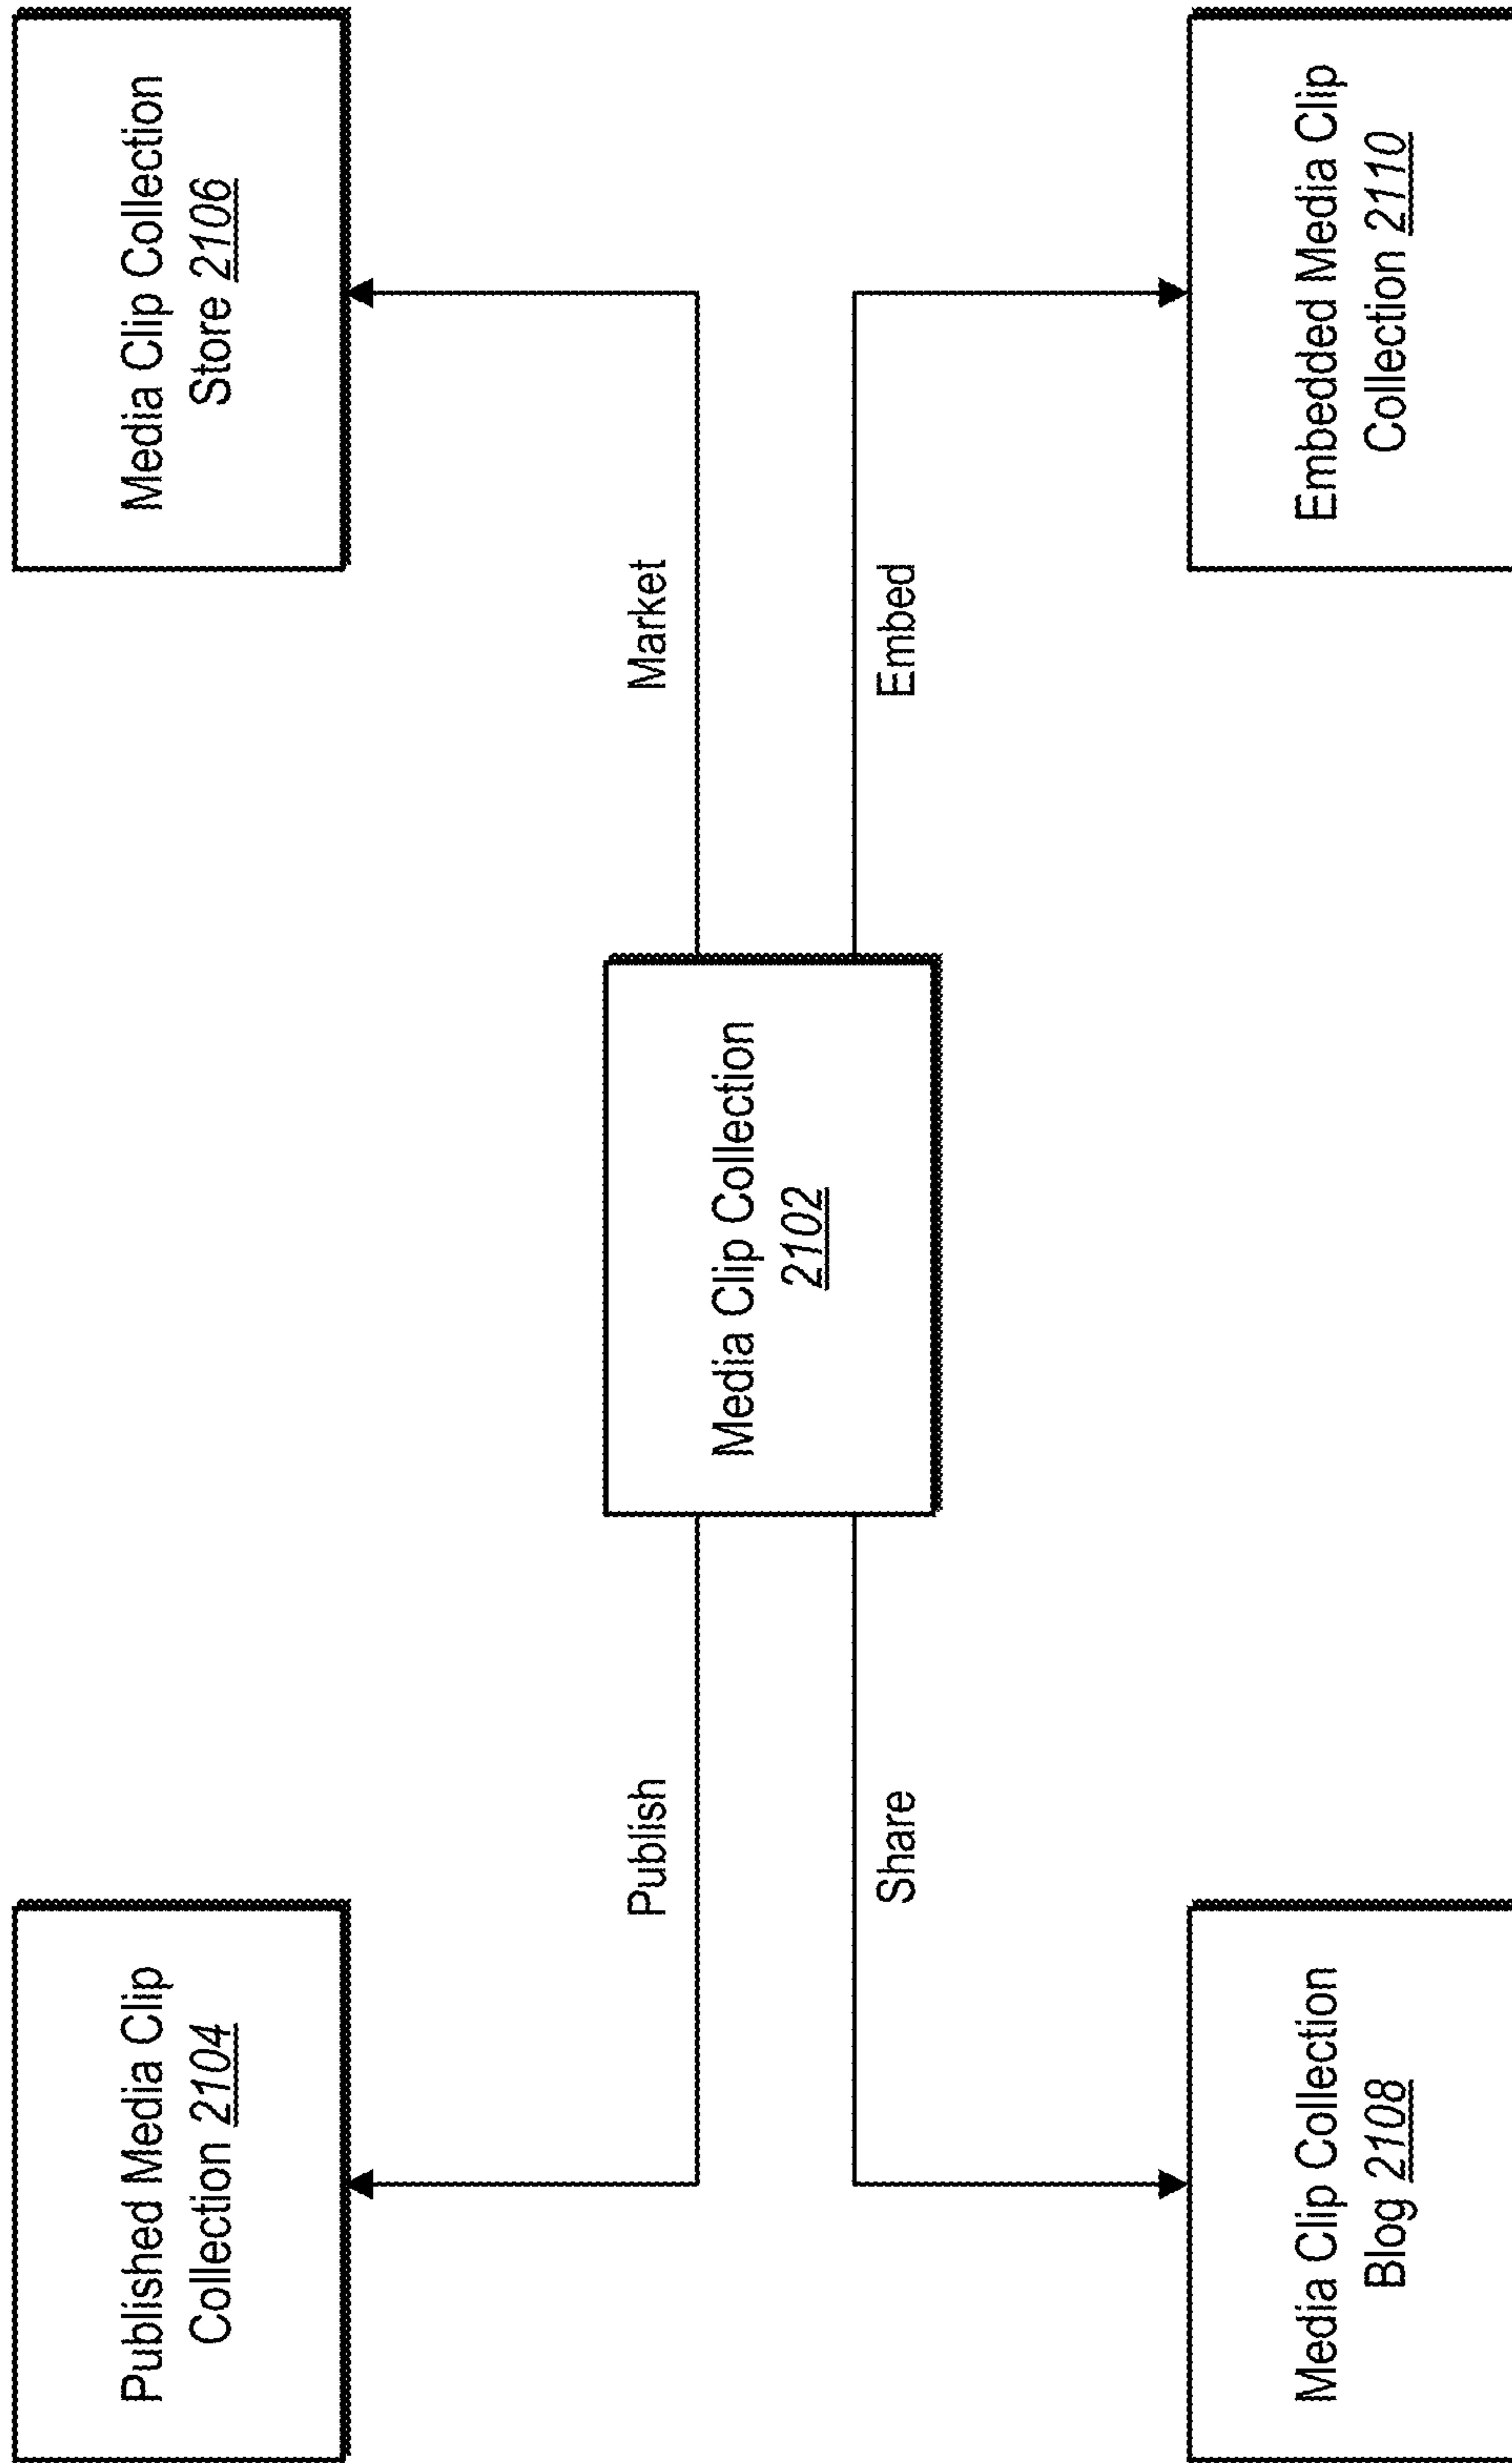 Published Media Clip
Collection 2104
Media Clip Collection
Store 2106
Publish
Market
Media Clip Collection
2102
Share
Embed
Media Clip Collection
Blog 2108
Embedded Media Clip
Collection 2110